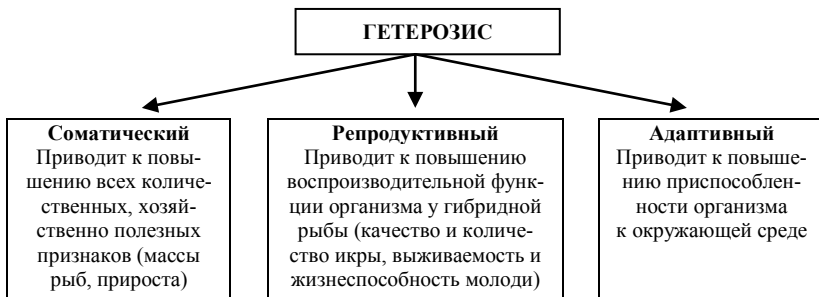 ГЕТЕРОЗИС
Соматический
Приводит к повы-
шению всех количе-
ственных, хозяй-
ственно полезных
признаков (массы
рыб, прироста)
Репродуктивный
Приводит к повышению
воспроизводительной функ-
ции организма у гибридной
рыбы (качество и количе-
ство икры, выживаемость и
жизнеспособность молоди)
Адаптивный
Приводит к повыше-
нию приспособлен-
ности организма
к окружающей среде